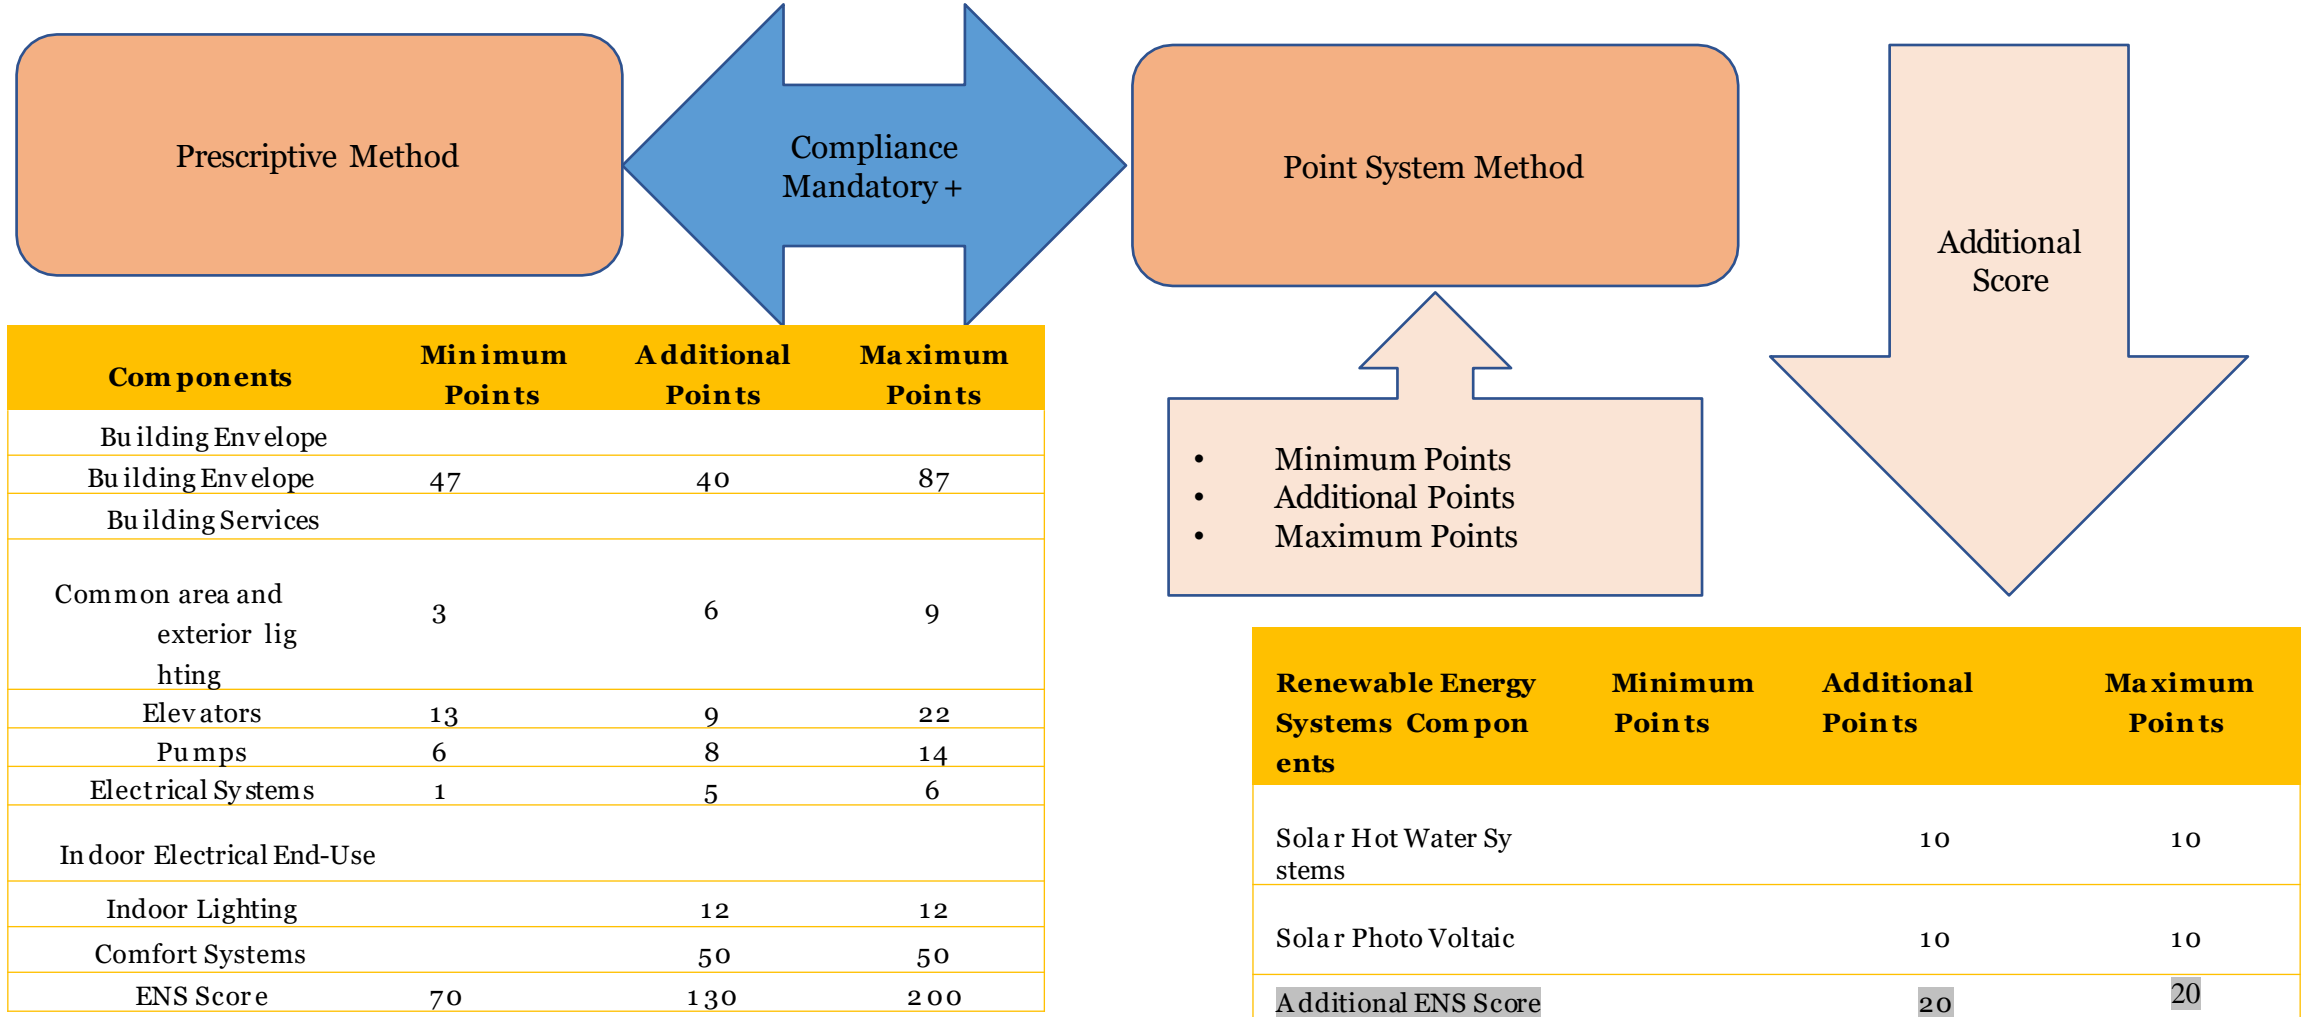 Prescriptive Method
Compliance
Mandatory +
Point System Method
Additional
Score
Components Minimum Points Additional Points Maximum Points
Building Envelope
Building Envelope 47 40 87
Building Services
Common area and
exterior lig
hting 3 6 9
Elevators 13 9 22
Pumps 6 8 14
Electrical Systems 1 5 6
Indoor Electrical End-Use
Indoor Lighting 12 12
Comfort Systems 50 50
ENS Score 70 130 200
• Minimum Points
• Additional Points
• Maximum Points
Renewable Energy Minimum Additional Maximum
Systems Compon Points Points Points
ents
Solar Hot Water Sy 10 10
stems
Solar Photo Voltaic 10 10
Additional ENS Score 20 20